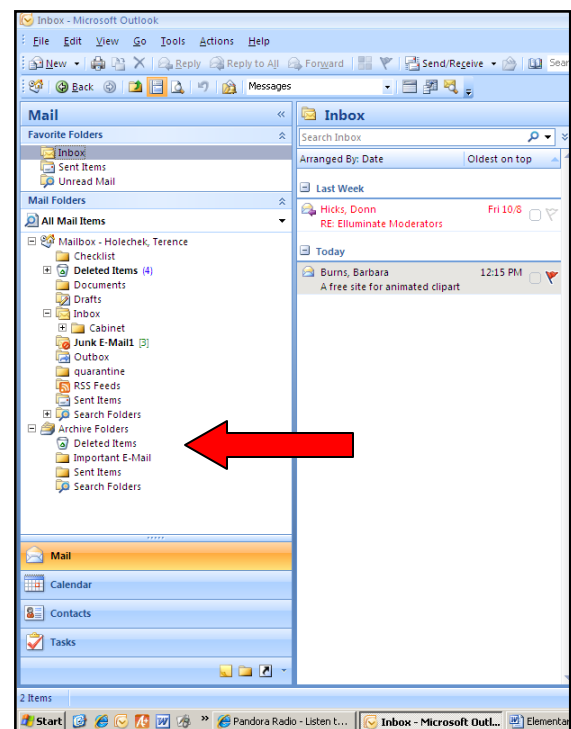 Inbox - Microsoft Outlook
File Edit View Go Tools Actions Help
New Reply Reply to All Forward Send/Receive Sear
Back Messages
Mail «
Favorite Folders
Inbox
Sent Items
Unread Mail
Mail Folders
All Mail Items
Mailbox - Holechek, Terence
Checklist
Deleted Items (4)
Documents
Drafts
Inbox
Cabinet
Junk E-Mail1 [3]
Outbox
quarantine
RSS Feeds
Sent Items
Search Folders
Archive Folders
Deleted Items
Important E-Mail
Sent Items
Search Folders
Mail
Calendar
Contacts
Tasks
Inbox
Search Inbox
Arranged By: Date Oldest on top
Last Week
Hicks, Donn Fri 10/8
RE: Elluminate Moderators
Today
Burns, Barbara 12:15 PM
A free site for animated clipart
2 Items
Start » Pandora Radio - Listen t... Inbox - Microsoft Outl... Elementar